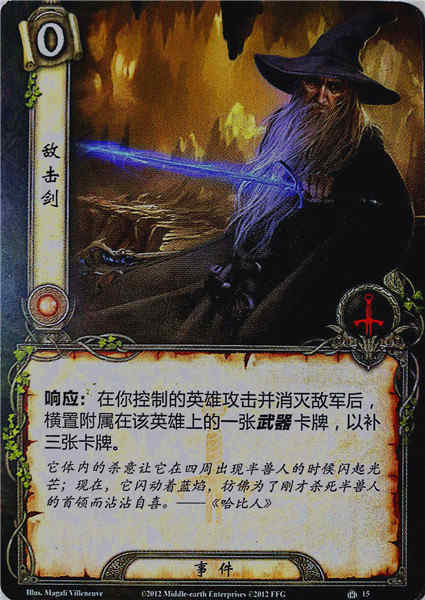 0
敌击剑
响应：在你控制的英雄攻击并消灭敌军后，
横置附属在该英雄上的一张武器卡牌，以补
三张卡牌。
它体内的杀意让它在四周出现半兽人的时候闪起光
芒；现在，它闪动着蓝焰，彷佛为了刚才杀死半兽人
的首领而沾沾自喜。——《哈比人》
事件
Illus. Magali Villeneuve
©2012 Middle-earth Enterprises ©2012 FFG
15